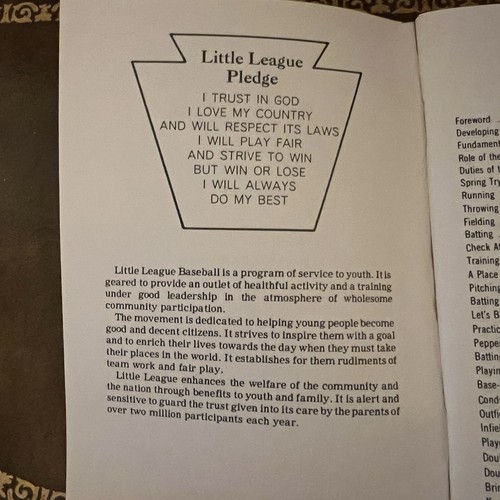 Little League
Pledge
I TRUST IN GOD
I LOVE MY COUNTRY
AND WILL RESPECT ITS LAWS
I WILL PLAY FAIR
AND STRIVE TO WIN
BUT WIN OR LOSE
I WILL ALWAYS
DO MY BEST
Little League Baseball is a program of service to youth. It is
geared to provide an outlet of healthful activity and a training
under good leadership in the atmosphere of wholesome
community participation.
The movement is dedicated to helping young people become
good and decent citizens. It strives to inspire them with a goal
and to enrich their lives towards the day when they must take
their places in the world. It establishes for them rudiments of
team work and fair play.
Little League enhances the welfare of the community and
the nation through benefits to youth and family. It is alert and
sensitive to guard the trust given into its care by the parents of
over two million participants each year.
Foreword
Developing
Fundament
Role of the
Duties of t
Spring Try
Running
Throwing
Fielding
Batting
Check At
Training
A Place
Pitching
Batting
Let's B
Practic
Peppe
Battin
Playin
Base-
Cond
Outfi
Infiel
Play
Dou
Dou
Brin